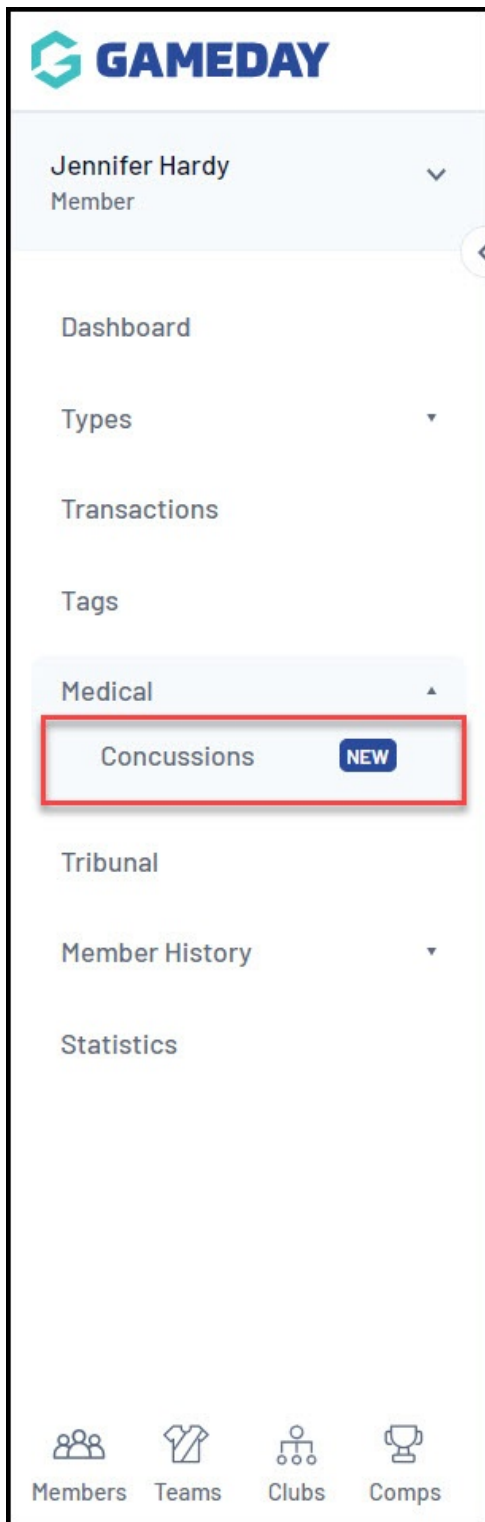 GAMEDAY
Jennifer Hardy
Member
Dashboard
Types
Transactions
Tags
Medical
Concussions NEW
Tribunal
Member History
Statistics
Members Teams Clubs Comps